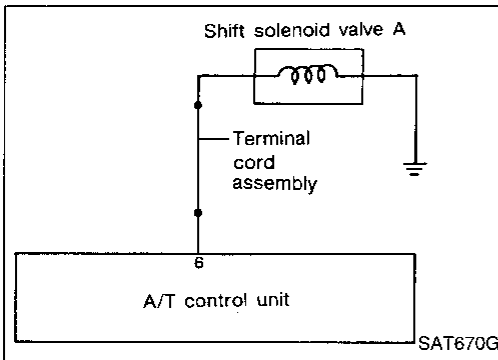 Shift solenoid valve A
Terminal
cord
assembly
6
A/T control unit
SAT670G